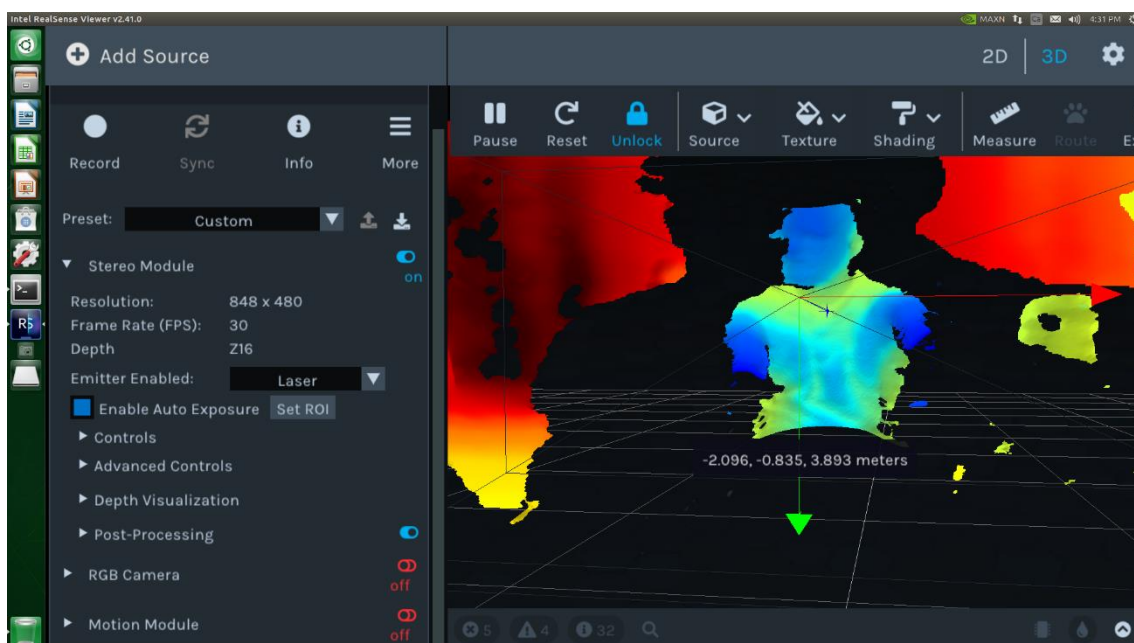 Intel RealSense Viewer v2.41.0
MAXN
4:31 PM
Add Source
2D
3D
Record
Sync
Info
More
Pause
Reset
Unlock
Source
Texture
Shading
Measure
Route
Preset:
Custom
Stereo Module
on
Resolution: 848 x 480
Frame Rate (FPS): 30
Depth Z16
Emitter Enabled: Laser
Enable Auto Exposure Set ROI
Controls
Advanced Controls
Depth Visualization
Post-Processing
RGB Camera
off
Motion Module
off
-2.096, -0.835, 3.893 meters
5
4
32
RS